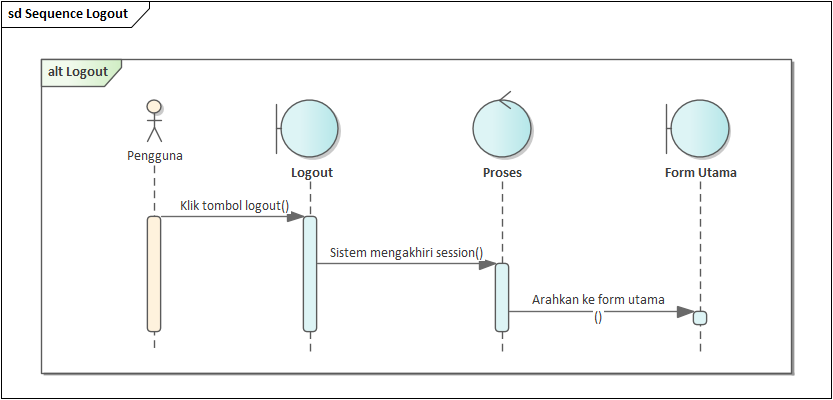 sd Sequence Logout
alt Logout
Pengguna
Logout
Proses
Form Utama
Klik tombol logout()
Sistem mengakhiri session()
Arahkan ke form utama
()